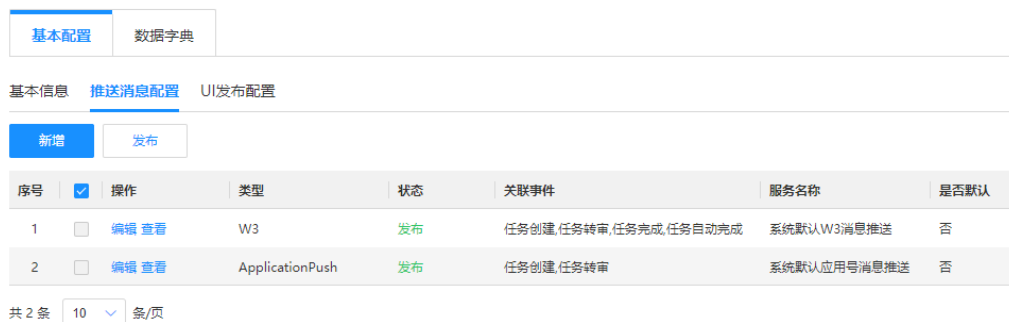 基本配置 数据字典
基本信息 推送消息配置 UI发布配置
新增 发布
序号 操作 类型 状态 关联事件 服务名称 是否默认
1 编辑 查看 W3 发布 任务创建,任务转审,任务完成,任务自动完成 系统默认W3消息推送 否
2 编辑 查看 ApplicationPush 发布 任务创建,任务转审 系统默认应用号消息推送 否
共 2 条 10 条/页